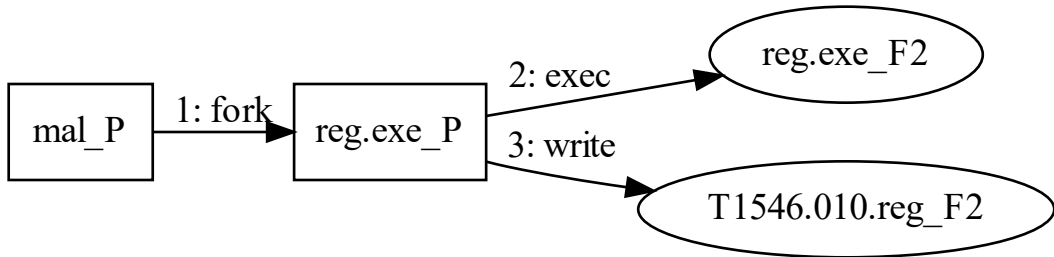 mal_P
1: fork
reg.exe_P
2: exec
reg.exe_F2
3: write
T1546.010.reg_F2